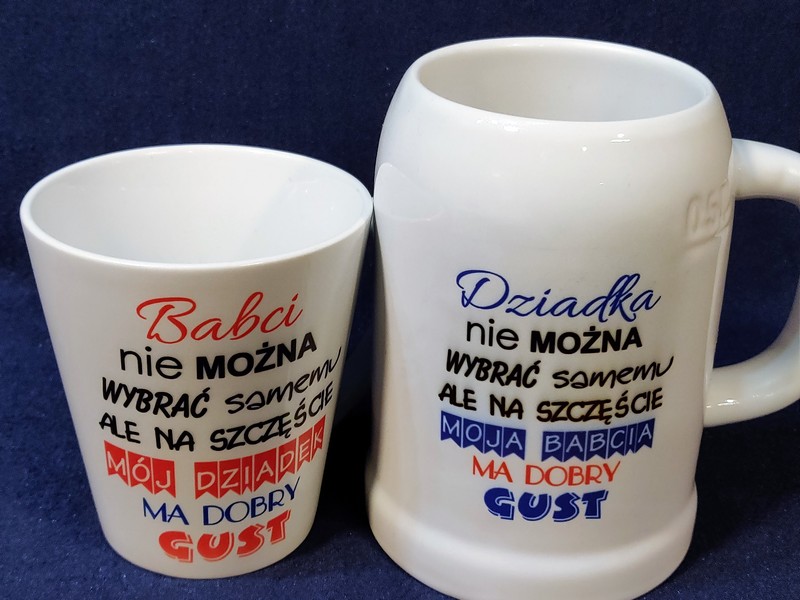 Babci
nie MOŻNA
WYBRAĆ samemu
ALE NA SZCZĘŚCIE
MÓJ DZIADEK
MA DOBRY
GUST
Dziadka
nie MOŻNA
WYBRAĆ samemu
ALE NA SZCZĘŚCIE
MOJA BABCIA
MA DOBRY
GUST